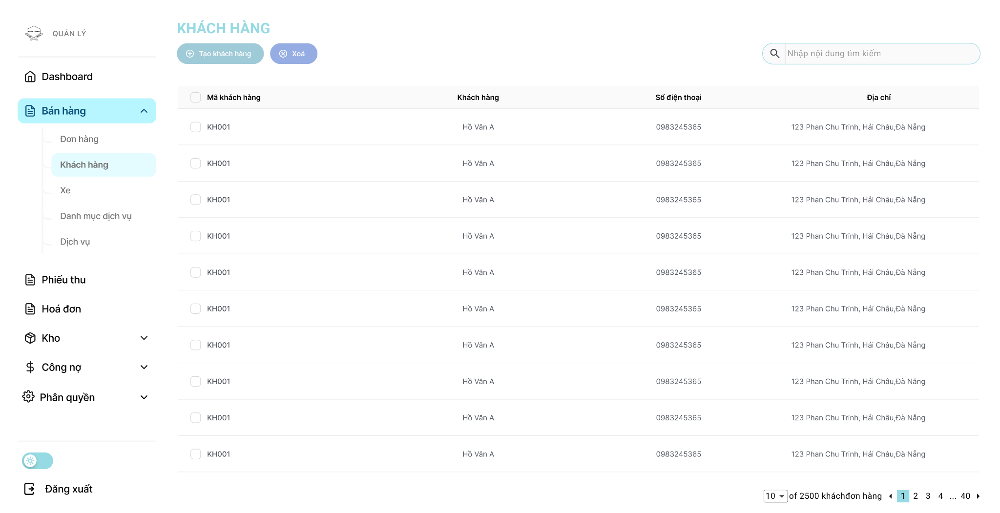 QUẢN LÝ
Dashboard
Bán hàng
Đơn hàng
Khách hàng
Xe
Danh mục dịch vụ
Dịch vụ
Phiếu thu
Hoá đơn
Kho
Công nợ
Phân quyền
Đăng xuất
KHÁCH HÀNG
Tạo khách hàng Xoá
Nhập nội dung tìm kiếm
Mã khách hàng Khách hàng Số điện thoại Địa chỉ
KH001 Hồ Văn A 0983245365 123 Phan Chu Trinh, Hải Châu,Đà Nẵng
KH001 Hồ Văn A 0983245365 123 Phan Chu Trinh, Hải Châu,Đà Nẵng
KH001 Hồ Văn A 0983245365 123 Phan Chu Trinh, Hải Châu,Đà Nẵng
KH001 Hồ Văn A 0983245365 123 Phan Chu Trinh, Hải Châu,Đà Nẵng
KH001 Hồ Văn A 0983245365 123 Phan Chu Trinh, Hải Châu,Đà Nẵng
KH001 Hồ Văn A 0983245365 123 Phan Chu Trinh, Hải Châu,Đà Nẵng
KH001 Hồ Văn A 0983245365 123 Phan Chu Trinh, Hải Châu,Đà Nẵng
KH001 Hồ Văn A 0983245365 123 Phan Chu Trinh, Hải Châu,Đà Nẵng
KH001 Hồ Văn A 0983245365 123 Phan Chu Trinh, Hải Châu,Đà Nẵng
KH001 Hồ Văn A 0983245365 123 Phan Chu Trinh, Hải Châu,Đà Nẵng
10 of 2500 kháchđơn hàng 1 2 3 4 ... 40